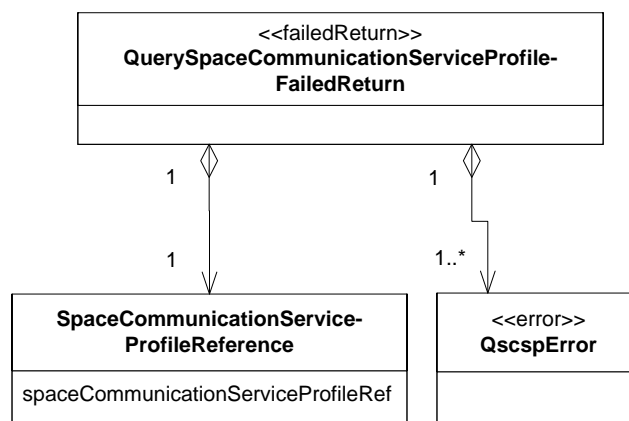 <<failedReturn>>
QuerySpaceCommunicationServiceProfile-
FailedReturn
1
1
1
1..*
SpaceCommunicationService-
ProfileReference
spaceCommunicationServiceProfileRef
<<error>>
QscspError